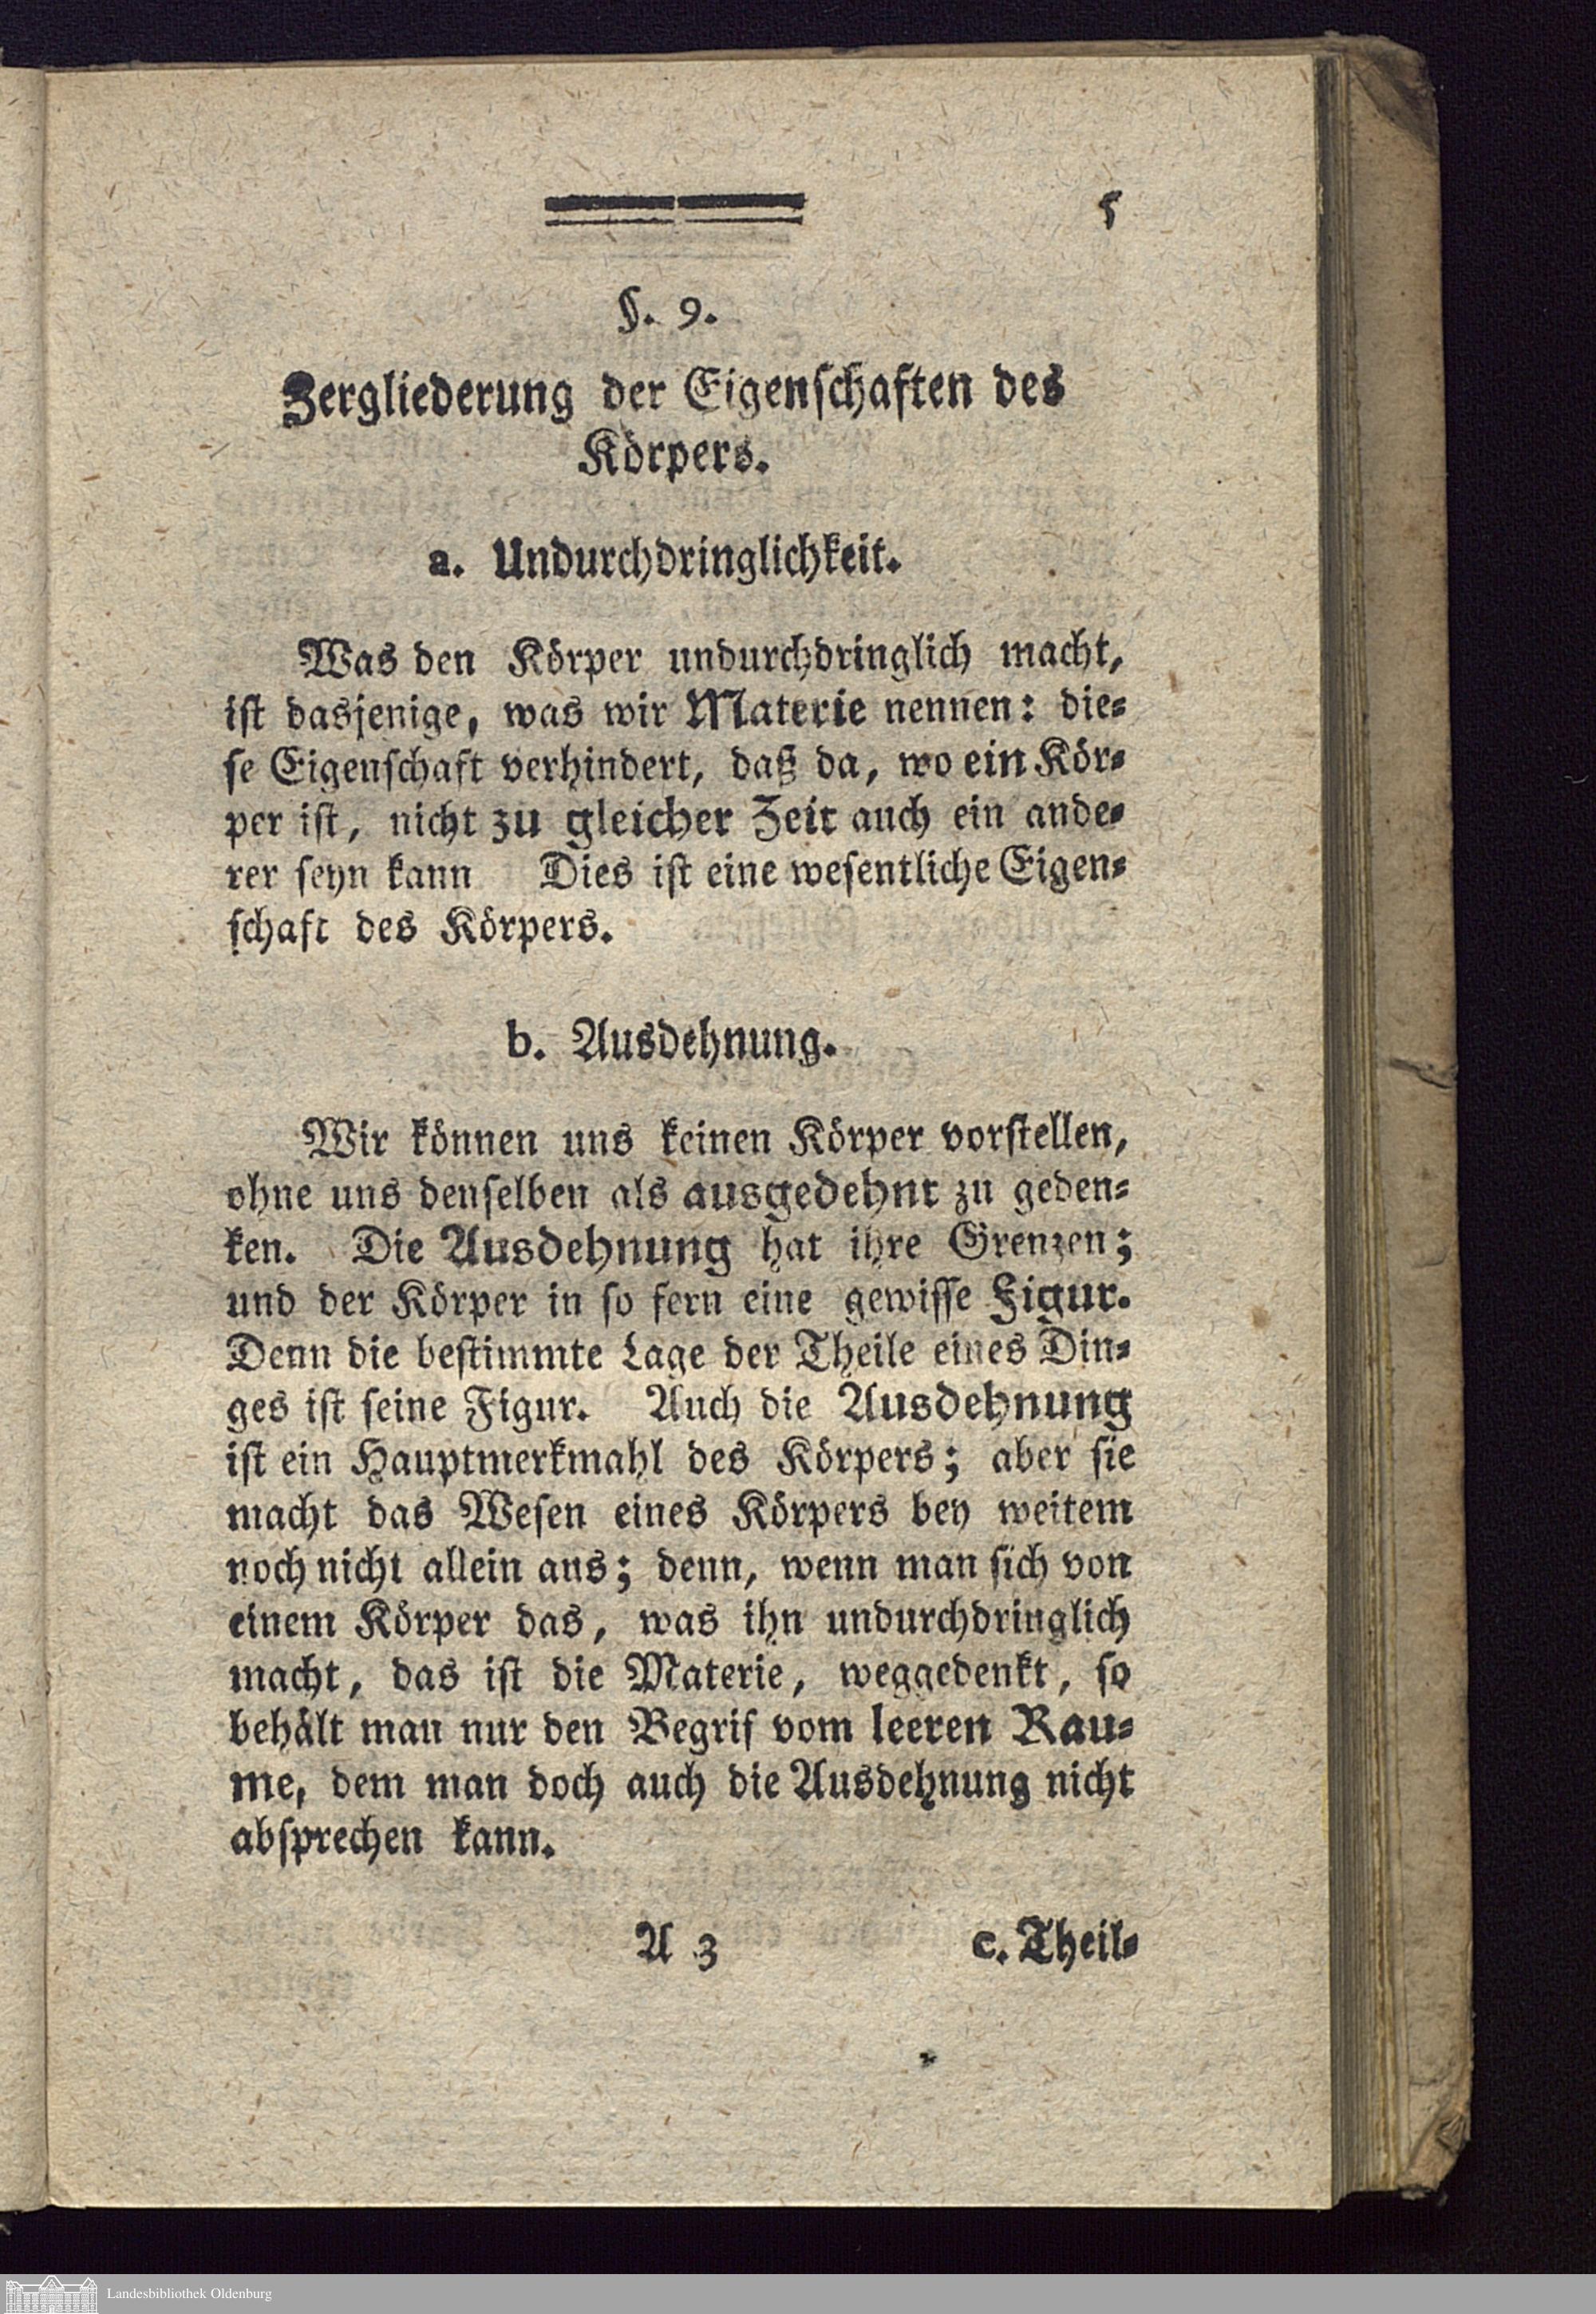 5
§. 9.
Zergliederung der Eigenschaften des
Körpers.
a. Undurchdringlichkeit.
Was den Körper undurchdringlich macht,
ist dasjenige, was wir Materie nennen: die-
se Eigenschaft verhindert, daß da, wo ein Kör-
per ist, nicht zu gleicher Zeit auch ein ande-
rer seyn kann Dies ist eine wesentliche Eigen-
schaft des Körpers.
b. Ausdehnung.
Wir können uns keinen Körper vorstellen,
ohne uns denselben als ausgedehnt zu geden-
ken. Die Ausdehnung hat ihre Grenzen;
und der Körper in so fern eine gewisse Figur.
Denn die bestimmte Lage der Theile eines Din-
ges ist seine Figur. Auch die Ausdehnung
ist ein Hauptmerkmahl des Körpers; aber sie
macht das Wesen eines Körpers bey weitem
noch nicht allein aus; denn, wenn man sich von
einem Körper das, was ihn undurchdringlich
macht, das ist die Materie, weggedenkt, so
behält man nur den Begrif vom leeren Rau-
me, dem man doch auch die Ausdehnung nicht
absprechen kann.
A 3 c. Theil-
Landesbibliothek Oldenburg